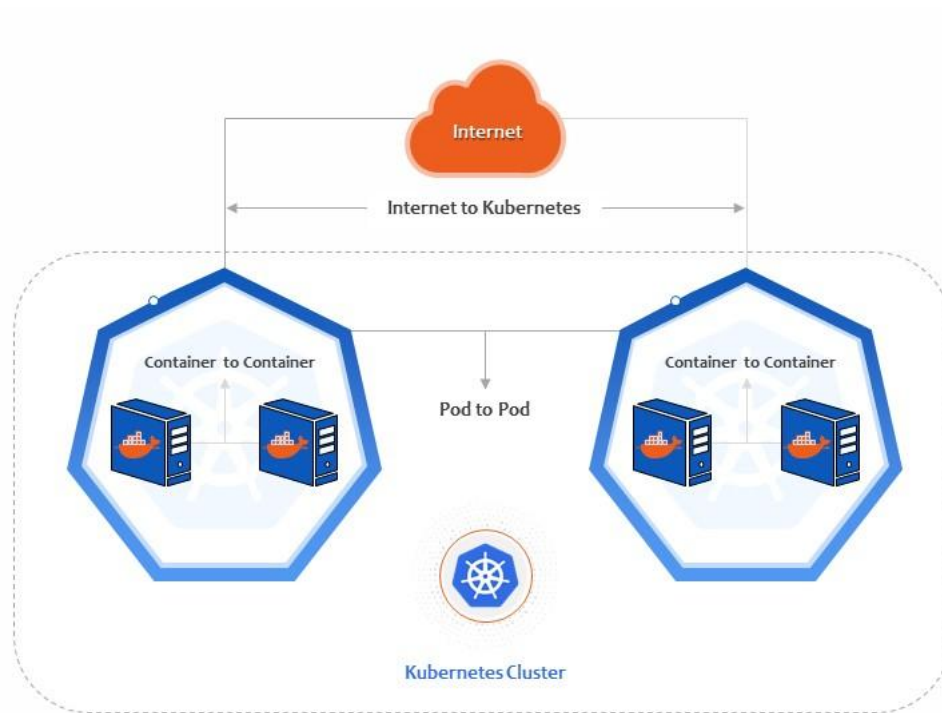 Internet
Internet to Kubernetes
Container to Container
Container to Container
Pod to Pod
Kubernetes Cluster